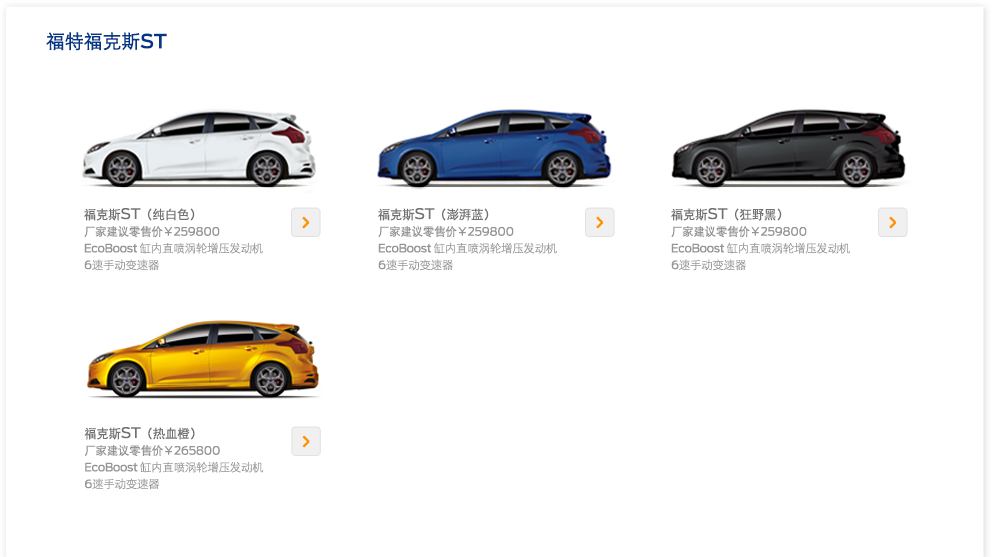 福特福克斯ST
福克斯ST（纯白色）
厂家建议零售价￥259800
EcoBoost 缸内直喷涡轮增压发动机
6速手动变速器
福克斯ST（澎湃蓝）
厂家建议零售价￥259800
EcoBoost 缸内直喷涡轮增压发动机
6速手动变速器
福克斯ST（狂野黑）
厂家建议零售价￥259800
EcoBoost 缸内直喷涡轮增压发动机
6速手动变速器
福克斯ST（热血橙）
厂家建议零售价￥265800
EcoBoost 缸内直喷涡轮增压发动机
6速手动变速器